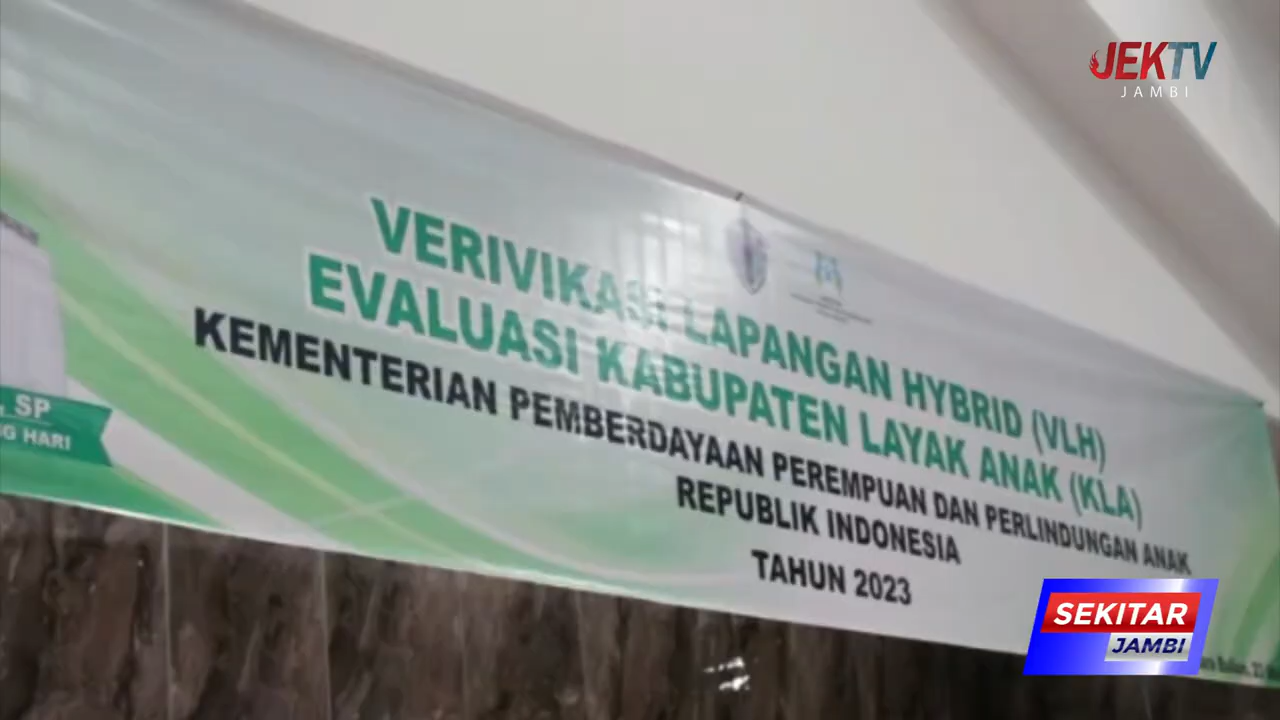 JEKTV
JAMBI
VERIVIKASI LAPANGAN HYBRID (VLH)
EVALUASI KABUPATEN LAYAK ANAK (KLA)
KEMENTERIAN PEMBERDAYAAN PEREMPUAN DAN PERLINDUNGAN ANAK
REPUBLIK INDONESIA
TAHUN 2023
SP
HARI
SEKITAR
JAMBI